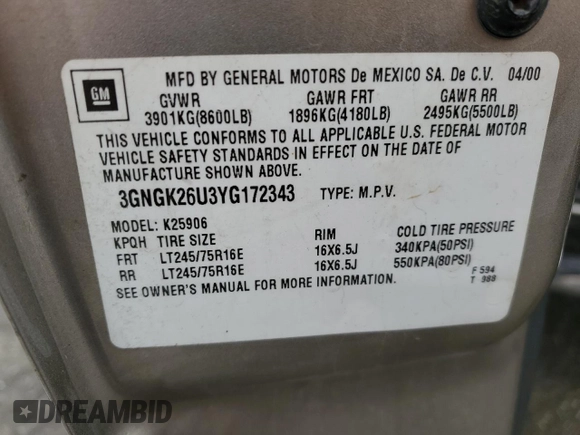 GM
MFD BY GENERAL MOTORS De MEXICO SA. De C.V. 04/00
GVWR GAWR FRT GAWR RR
3901KG(8600LB) 1896KG(4180LB) 2495KG(5500LB)
THIS VEHICLE CONFORMS TO ALL APPLICABLE U.S. FEDERAL MOTOR
VEHICLE SAFETY STANDARDS IN EFFECT ON THE DATE OF
MANUFACTURE SHOWN ABOVE.
3GNGK26U3YG172343 TYPE: M.P.V.
MODEL: K25906
KPQH TIRE SIZE RIM COLD TIRE PRESSURE
FRT LT245/75R16E 16X6.5J 340KPA(50PSI)
RR LT245/75R16E 16X6.5J 550KPA(80PSI)
SEE OWNER'S MANUAL FOR MORE INFORMATION.
F 594
T 988
DREAMBID